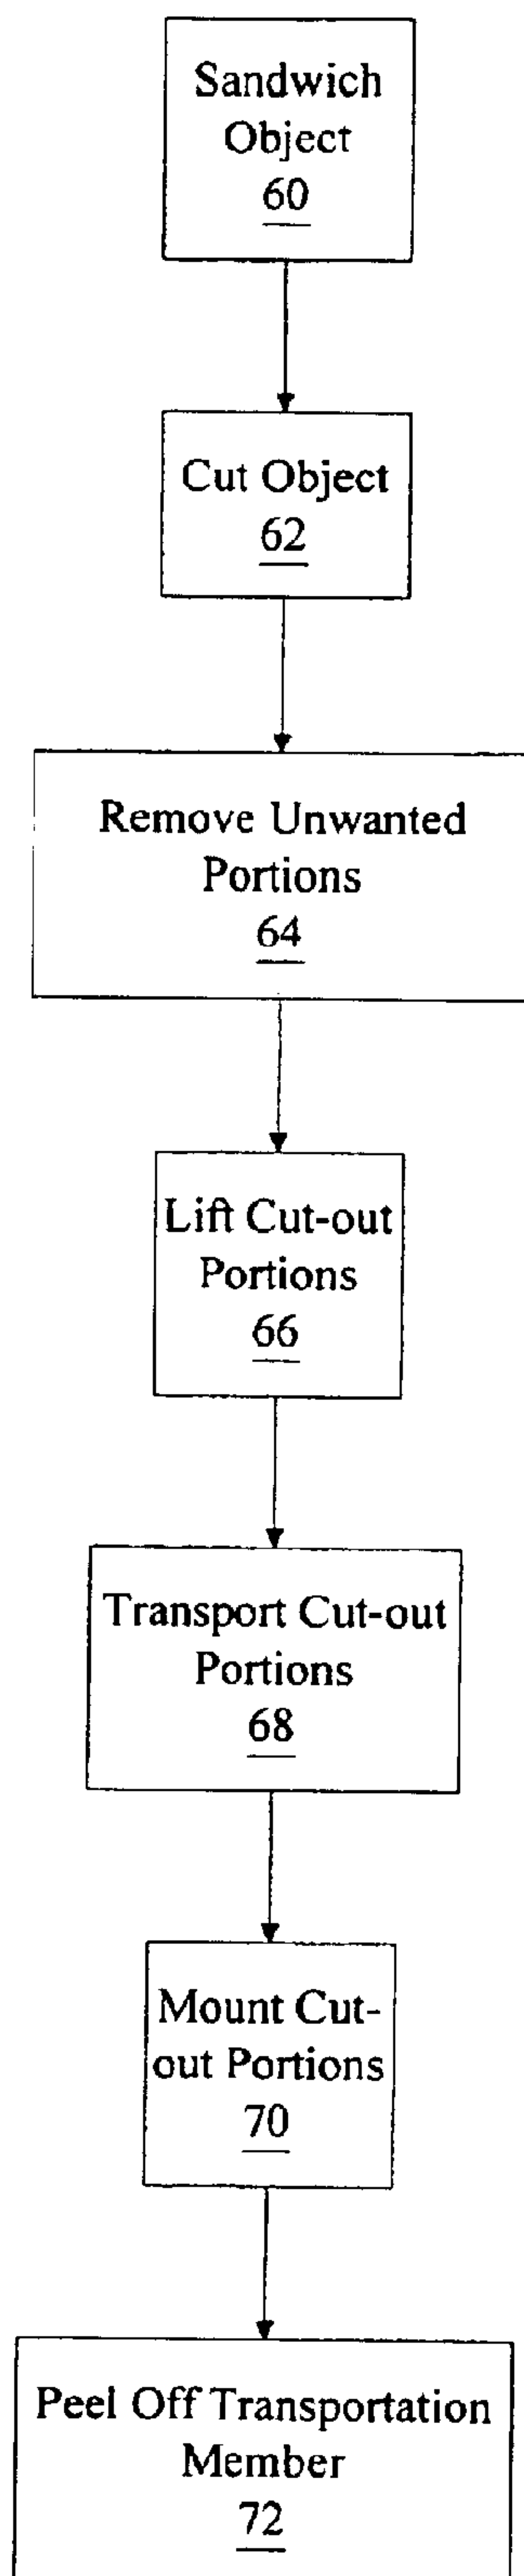 Sandwich
Object
60
Cut Object
62
Remove Unwanted
Portions
64
Lift Cut-out
Portions
66
Transport Cut-out
Portions
68
Mount Cut-
out Portions
70
Peel Off Transportation
Member
72